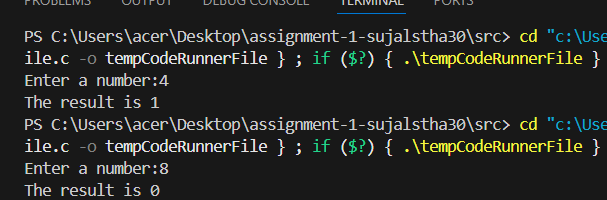 PROBLEMS OUTPUT DEBUG CONSOLE TERMINAL PORTS
PS C:\Users\acer\Desktop\assignment-1-sujalstha30\src> cd "c:\Use
ile.c -o tempCodeRunnerFile } ; if ($?) { .\tempCodeRunnerFile }
Enter a number:4
The result is 1
PS C:\Users\acer\Desktop\assignment-1-sujalstha30\src> cd "c:\Use
ile.c -o tempCodeRunnerFile } ; if ($?) { .\tempCodeRunnerFile }
Enter a number:8
The result is 0